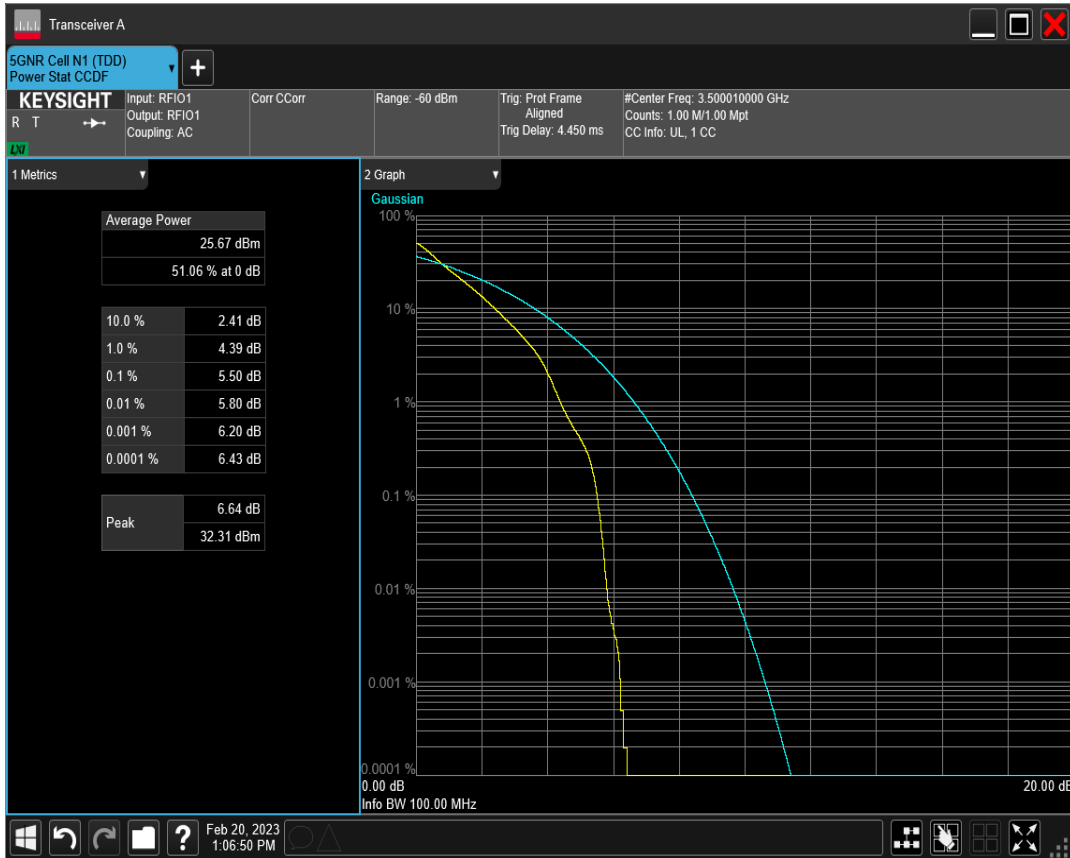 Transceiver A
5GNR Cell N1 (TDD)
Power Stat CCDF
+
KEYSIGHT
R T
LXI
Input: RFIO1
Output: RFIO1
Coupling: AC
Corr CCorr
Range: -60 dBm
Trig: Prot Frame
Aligned
Trig Delay: 4.450 ms
#Center Freq: 3.500010000 GHz
Counts: 1.00 M/1.00 Mpt
CC Info: UL, 1 CC
1 Metrics
Average Power
25.67 dBm
51.06 % at 0 dB
10.0 % 2.41 dB
1.0 % 4.39 dB
0.1 % 5.50 dB
0.01 % 5.80 dB
0.001 % 6.20 dB
0.0001 % 6.43 dB
Peak 6.64 dB
32.31 dBm
2 Graph
Gaussian
100 %
10 %
1 %
0.1 %
0.01 %
0.001 %
0.0001 %
0.00 dB 20.00 dB
Info BW 100.00 MHz
?
Feb 20, 2023
1:06:50 PM